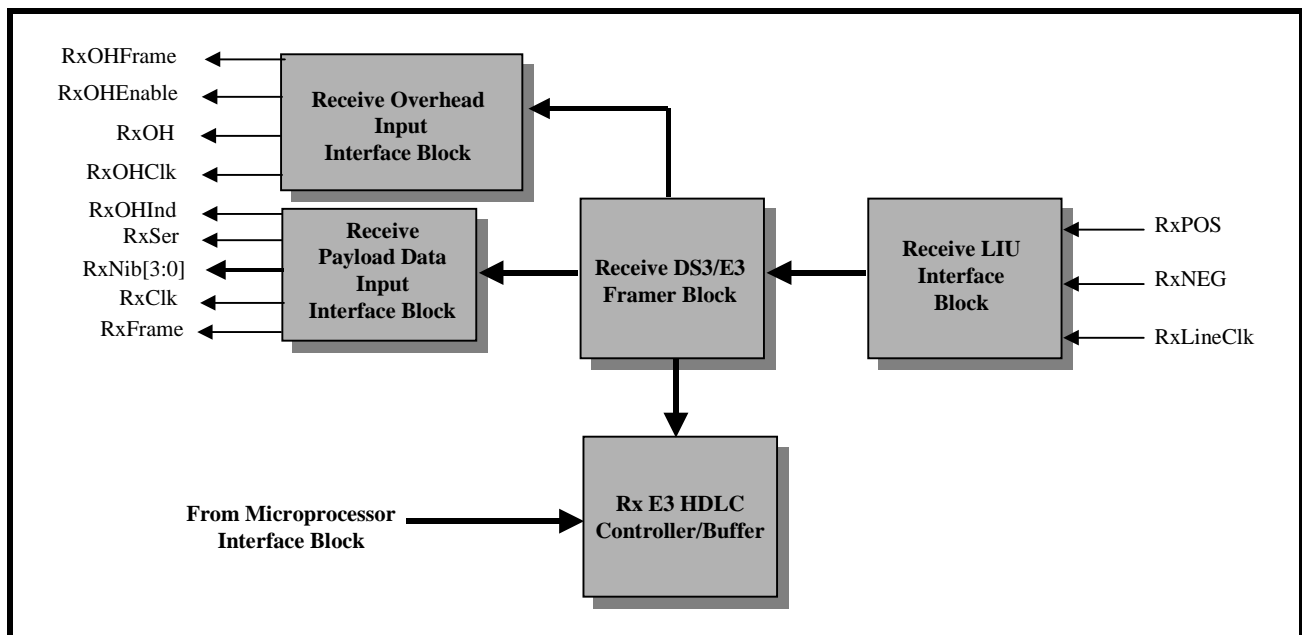 RxOHFrame
RxOHEnable
RxOH
RxOHClk
RxOHInd
RxSer
RxNib[3:0]
RxClk
RxFrame
Receive Overhead
Input
Interface Block
Receive
Payload Data
Input
Interface Block
Receive DS3/E3
Framer Block
Receive LIU
Interface
Block
RxPOS
RxNEG
RxLineClk
Rx E3 HDLC
Controller/Buffer
From Microprocessor
Interface Block